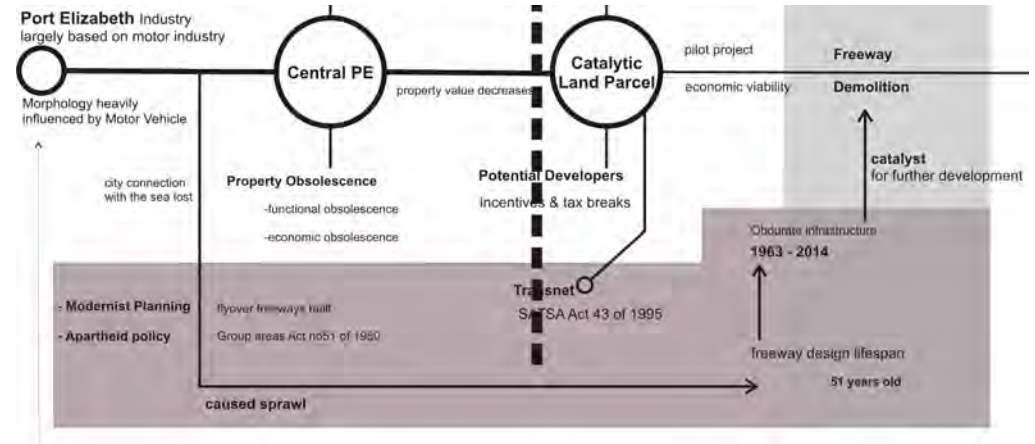 Port Elizabeth Industry
largely based on motor industry
Morphology heavily
influenced by Motor Vehicle
Central PE
property value decreases
Catalytic
Land Parcel
pilot project
economic viability
Freeway
Demolition
catalyst
for further development
city connection
with the sea lost
Property Obsolescence
-functional obsolescence
-economic obsolescence
Potential Developers
incentives & tax breaks
Obdurate infrastructure
1963 - 2014
Transnet
SATSA Act 43 of 1995
- Modernist Planning
flyover freeways built
- Apartheid policy
Group areas Act no51 of 1950
freeway design lifespan
51 years old
caused sprawl